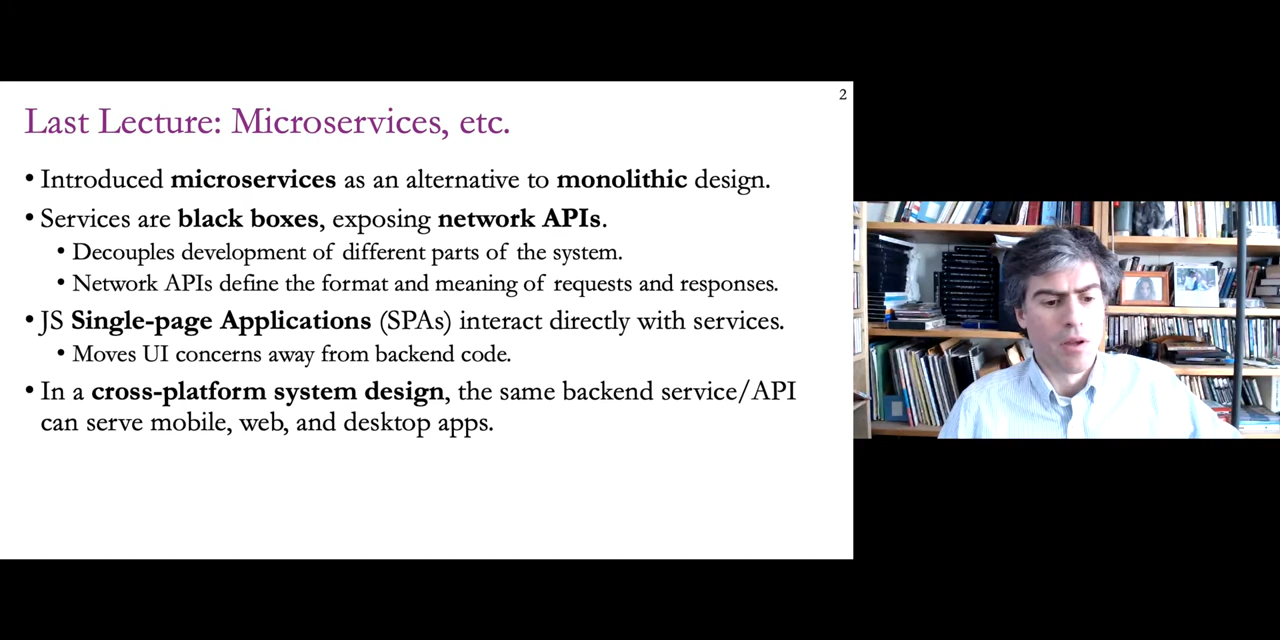 2
Last Lecture: Microservices, etc.
• Introduced microservices as an alternative to monolithic design.
• Services are black boxes, exposing network APIs.
• Decouples development of different parts of the system.
• Network APIs define the format and meaning of requests and responses.
• JS Single-page Applications (SPAs) interact directly with services.
• Moves UI concerns away from backend code.
• In a cross-platform system design, the same backend service/API
can serve mobile, web, and desktop apps.